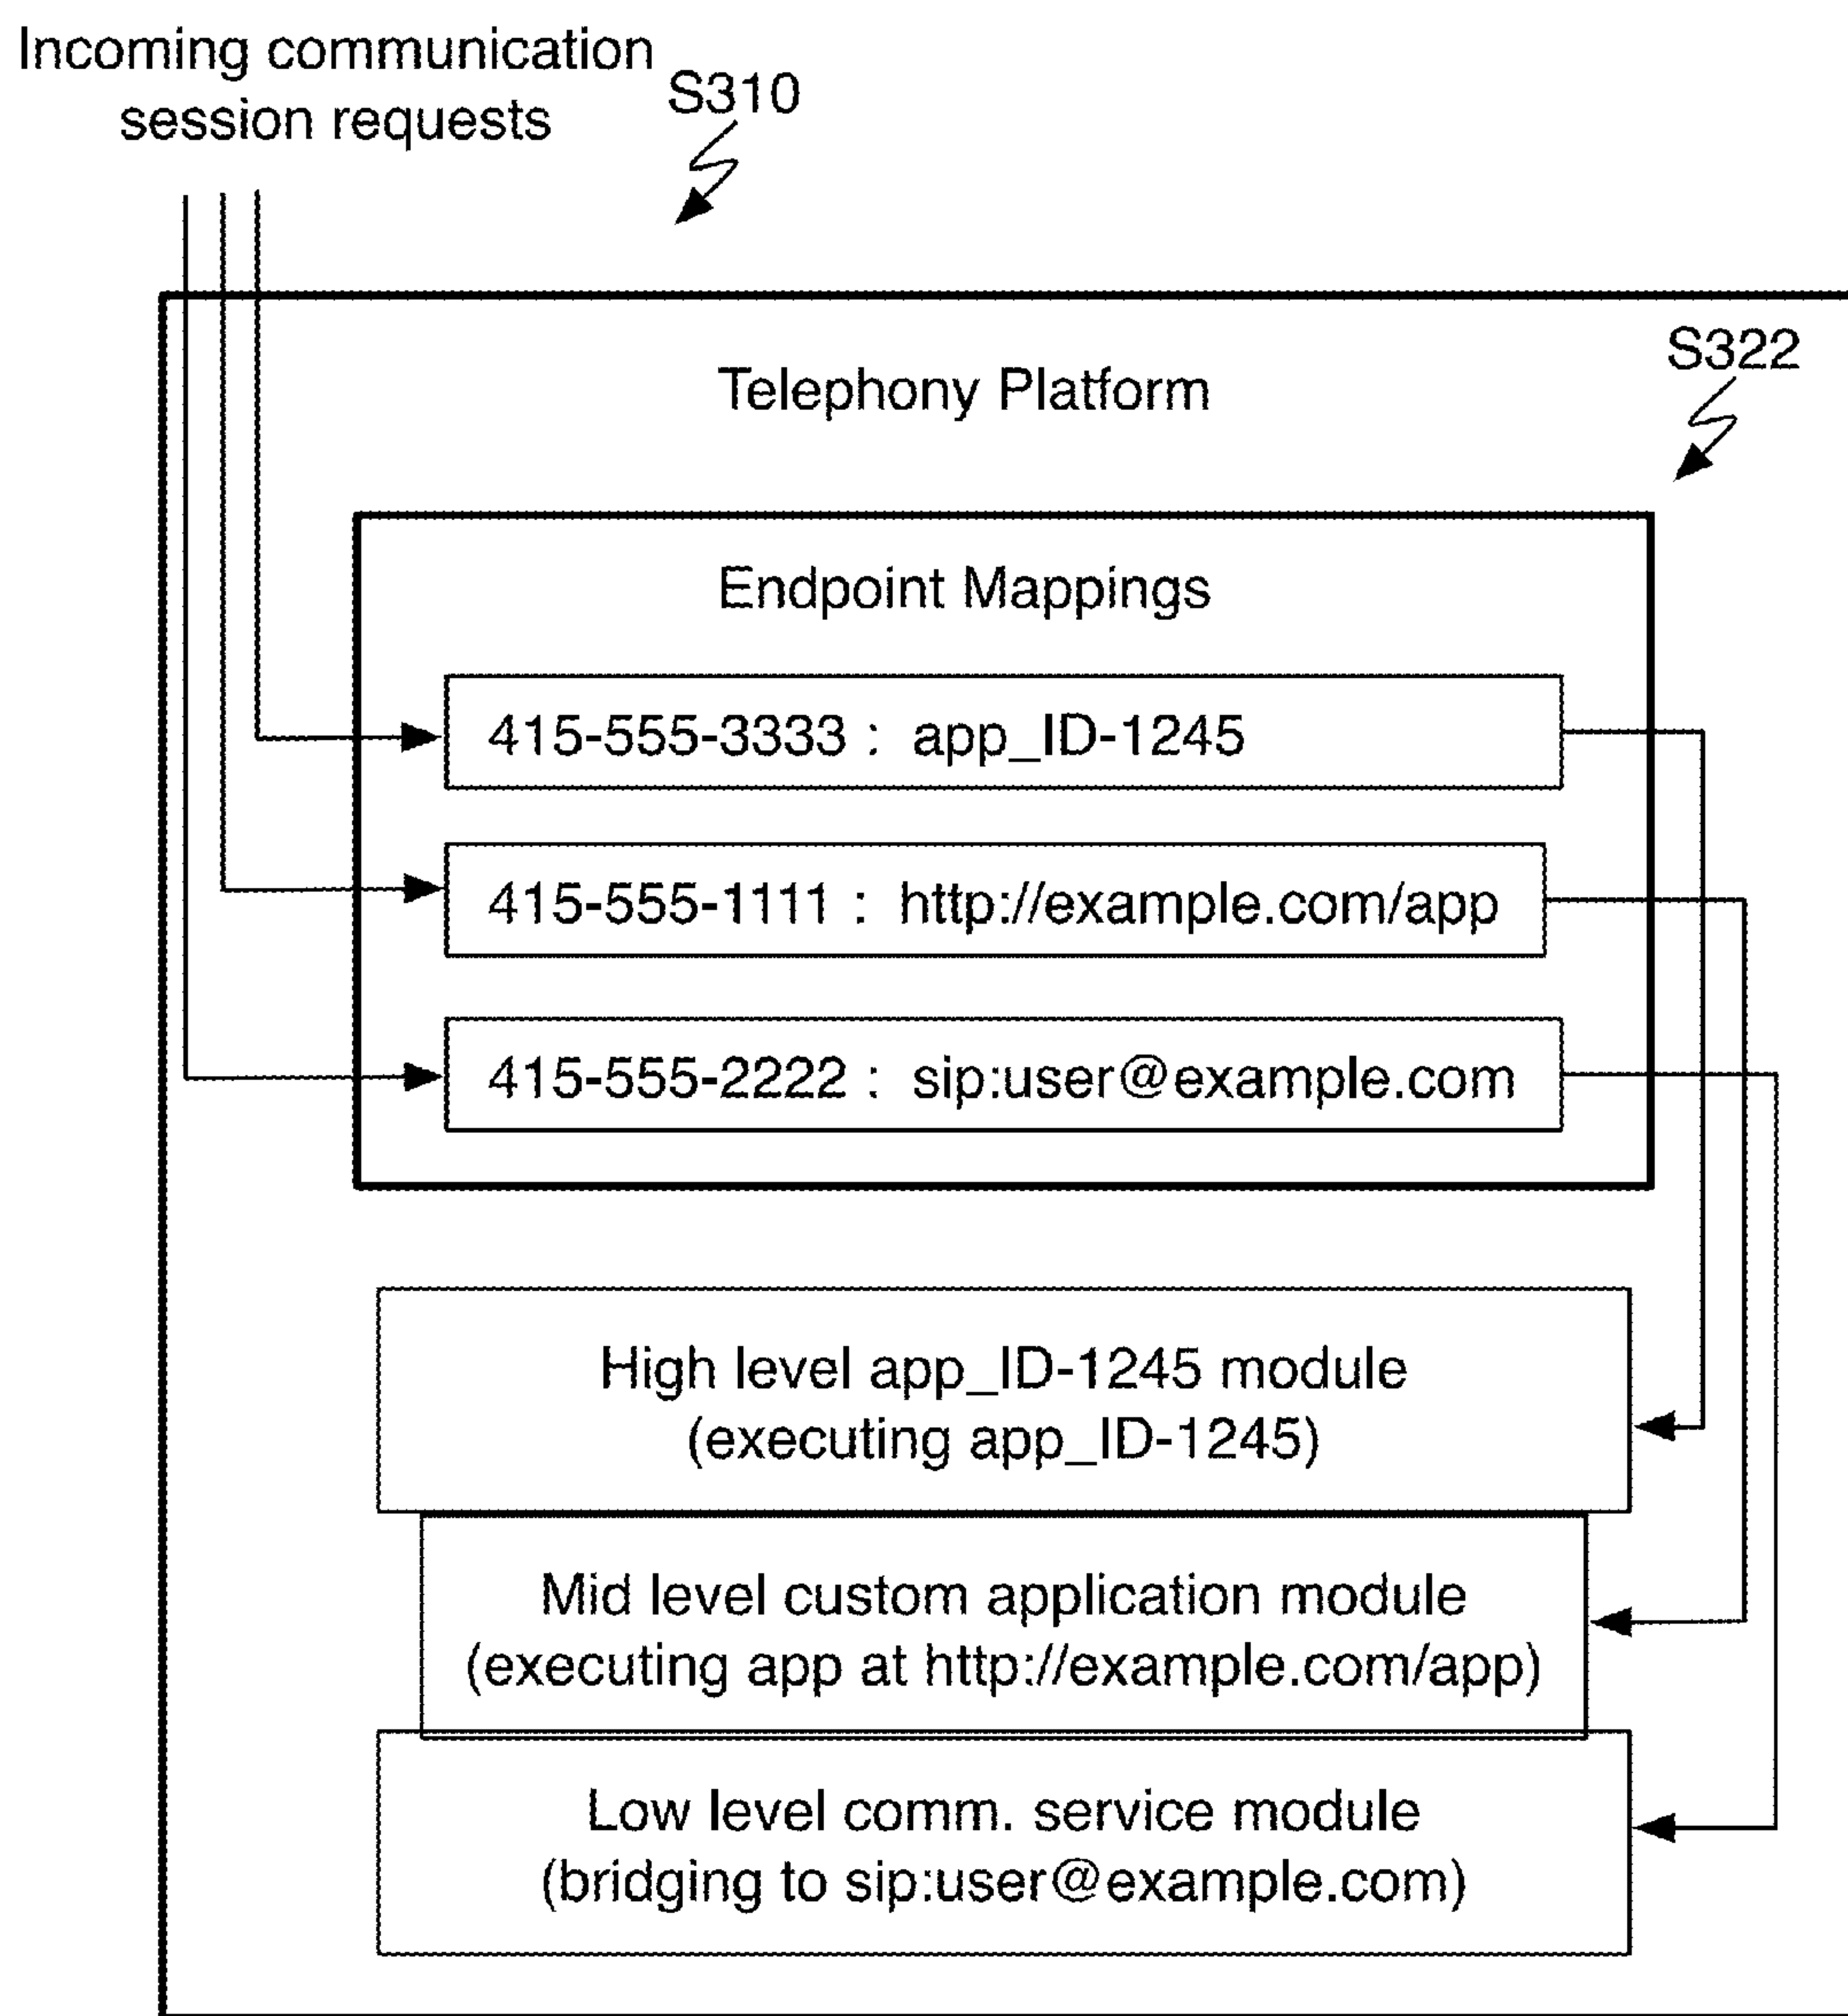 Incoming communication
session requests
S310
S322
Telephony Platform
Endpoint Mappings
415-555-3333 : app_ID-1245
415-555-1111 : http://example.com/app
415-555-2222 : sip:user@example.com
High level app_ID-1245 module
(executing app_ID-1245)
Mid level custom application module
(executing app at http://example.com/app)
Low level comm. service module
(bridging to sip:user@example.com)